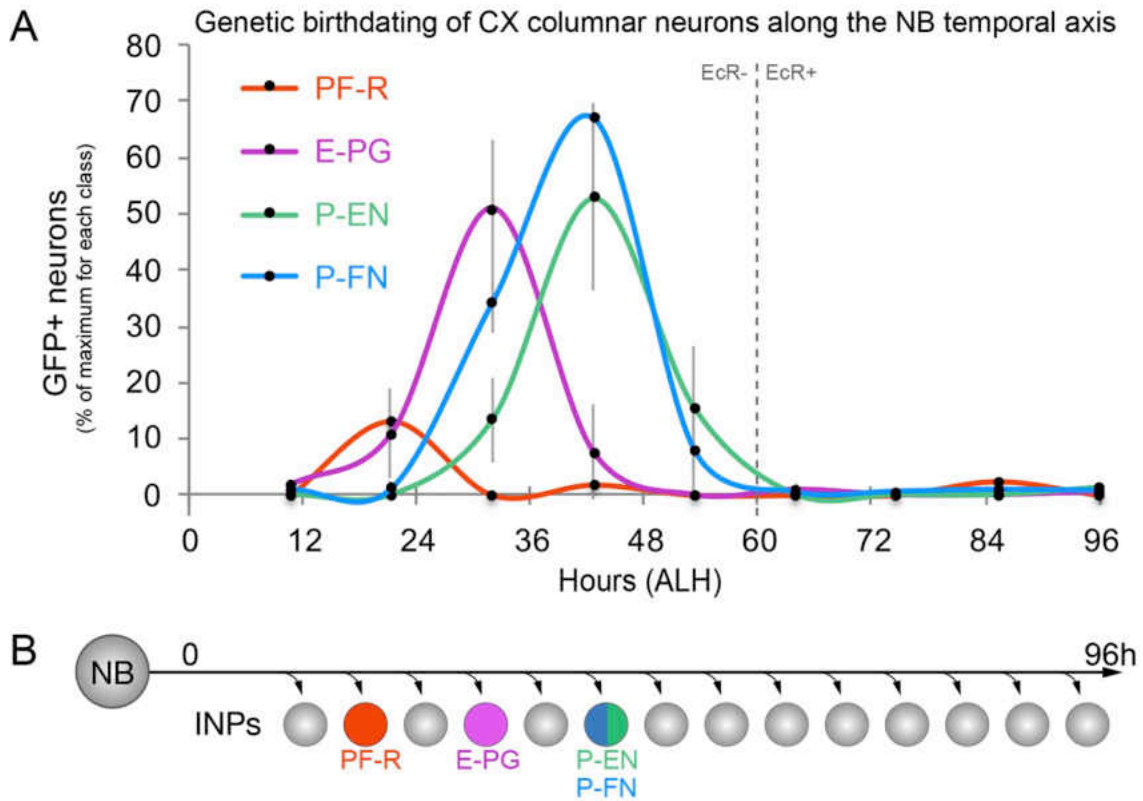 A
Genetic birthdating of CX columnar neurons along the NB temporal axis
80
70
60
50
40
30
20
10
0
GFP+ neurons
(% of maximum for each class)
PF-R
E-PG
P-EN
P-FN
EcR- EcR+
0 12 24 36 48 60 72 84 96
Hours (ALH)
B
NB 0 96h
INPs
PF-R E-PG P-EN
P-FN